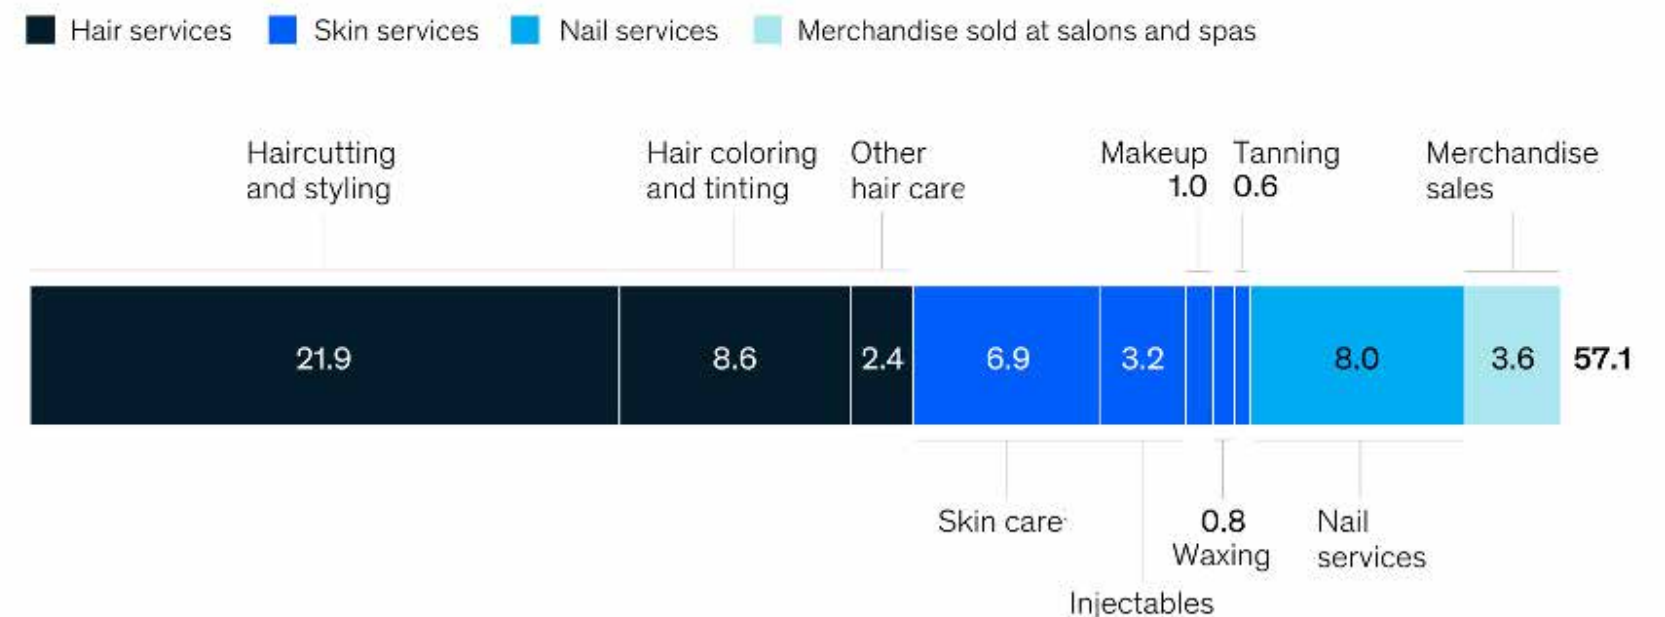 Hair services
Skin services
Nail services
Merchandise sold at salons and spas
Haircutting
and styling
Hair coloring
and tinting
Other
hair care
Makeup
1.0
Tanning
0.6
Merchandise
sales
21.9
8.6
2.4
6.9
3.2
8.0
3.6
57.1
Skin care
Injectables
0.8
Waxing
Nail
services